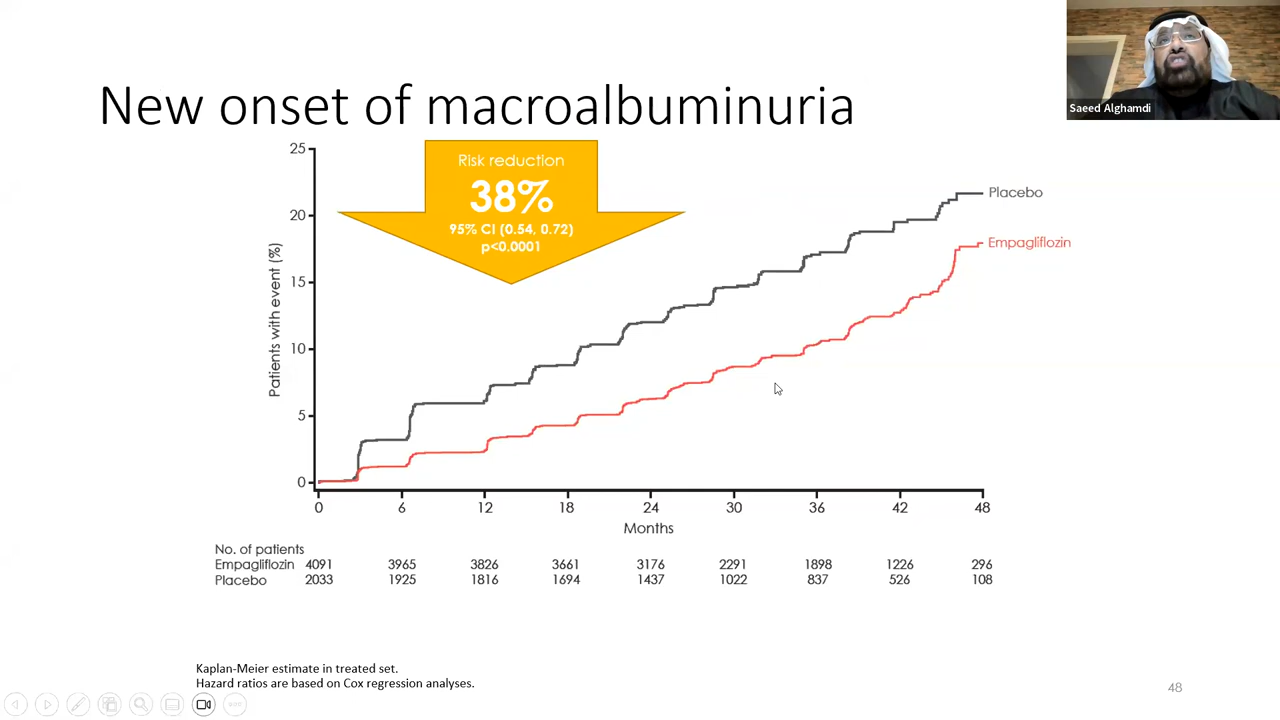 Saeed Alghamdi
New onset of macroalbuminuria
Risk reduction
38%
95% CI (0.54, 0.72)
p<0.0001
Patients with event (%)
25
20
15
10
5
0
Placebo
Empagliflozin
0 6 12 18 24 30 36 42 48
Months
No. of patients
Empagliflozin 4091 3965 3826 3661 3176 2291 1898 1226 296
Placebo 2033 1925 1816 1694 1437 1022 837 526 108
Kaplan-Meier estimate in treated set.
Hazard ratios are based on Cox regression analyses.
48